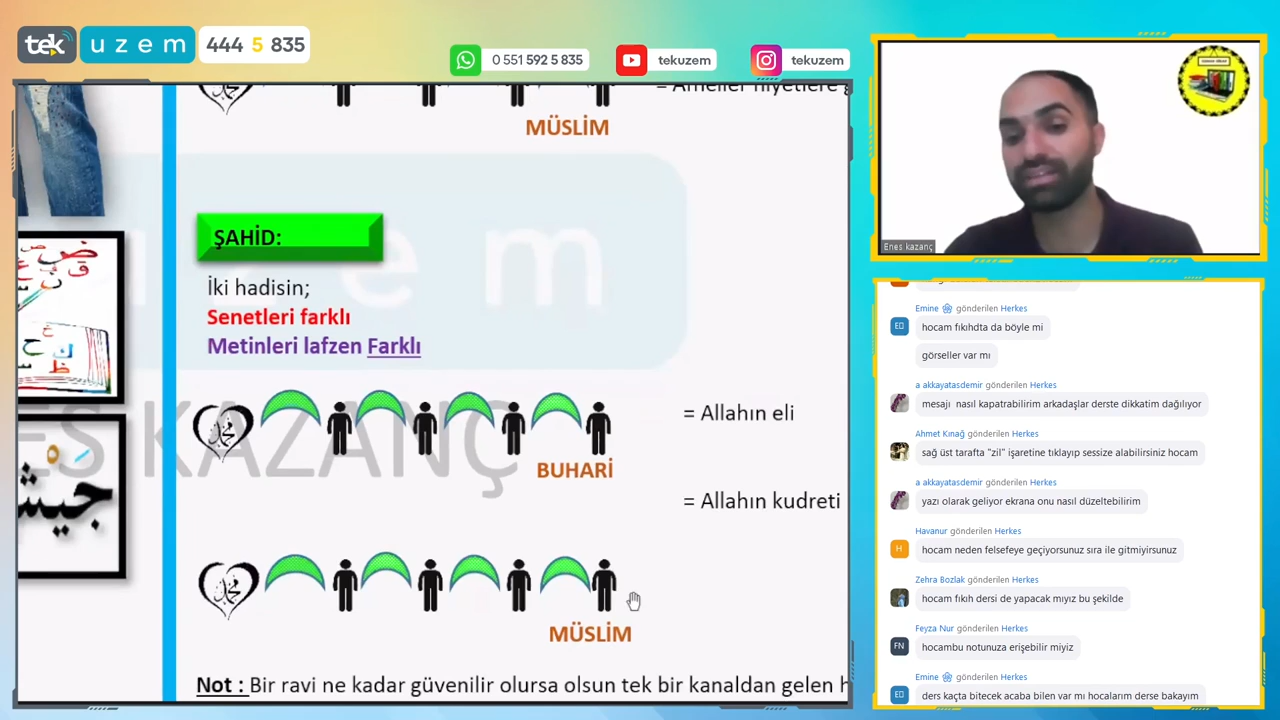 tek
uzem
444 5 835
0 551 592 5 835
tekuzem
tekuzem
= Ameller niyetlere g
MÜSLİM
u z e m
ŞAHİD:
İki hadisin;
Senetleri farklı
Metinleri lafzen Farklı
ES KAZANÇ
= Allahın eli
BUHARİ
= Allahın kudreti
MÜSLİM
Not : Bir ravi ne kadar güvenilir olursa olsun tek bir kanaldan gelen h
جيش
Enes kazanç
Emine gönderilen Herkes
hocam fıkıhdta da böyle mi
görseller var mı
a akkayatasdemir gönderilen Herkes
mesajı nasıl kapatrabilirim arkadaşlar derste dikkatim dağılıyor
Ahmet Kınağ gönderilen Herkes
sağ üst tarafta "zil" işaretine tıklayıp sessize alabilirsiniz hocam
a akkayatasdemir gönderilen Herkes
yazı olarak geliyor ekrana onu nasıl düzeltebilirim
Havanur gönderilen Herkes
H
hocam neden felsefeye geçiyorsunuz sıra ile gitmiyirsunuz
Zehra Bozlak gönderilen Herkes
hocam fıkıh dersi de yapacak mıyız bu şekilde
Feyza Nur gönderilen Herkes
FN
hocambu notunuza erişebilir miyiz
Emine gönderilen Herkes
ders kaçta bitecek acaba bilen var mı hocalarım derse bakayım